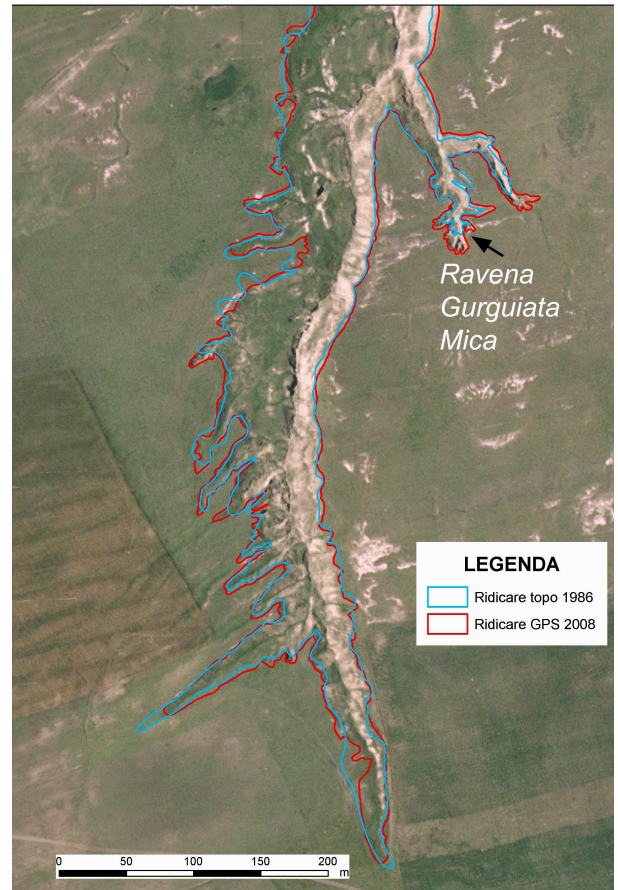 Ravena
Gurguiata
Mica
LEGENDA
Ridicare topo 1986
Ridicare GPS 2008
0 50 100 150 200
m